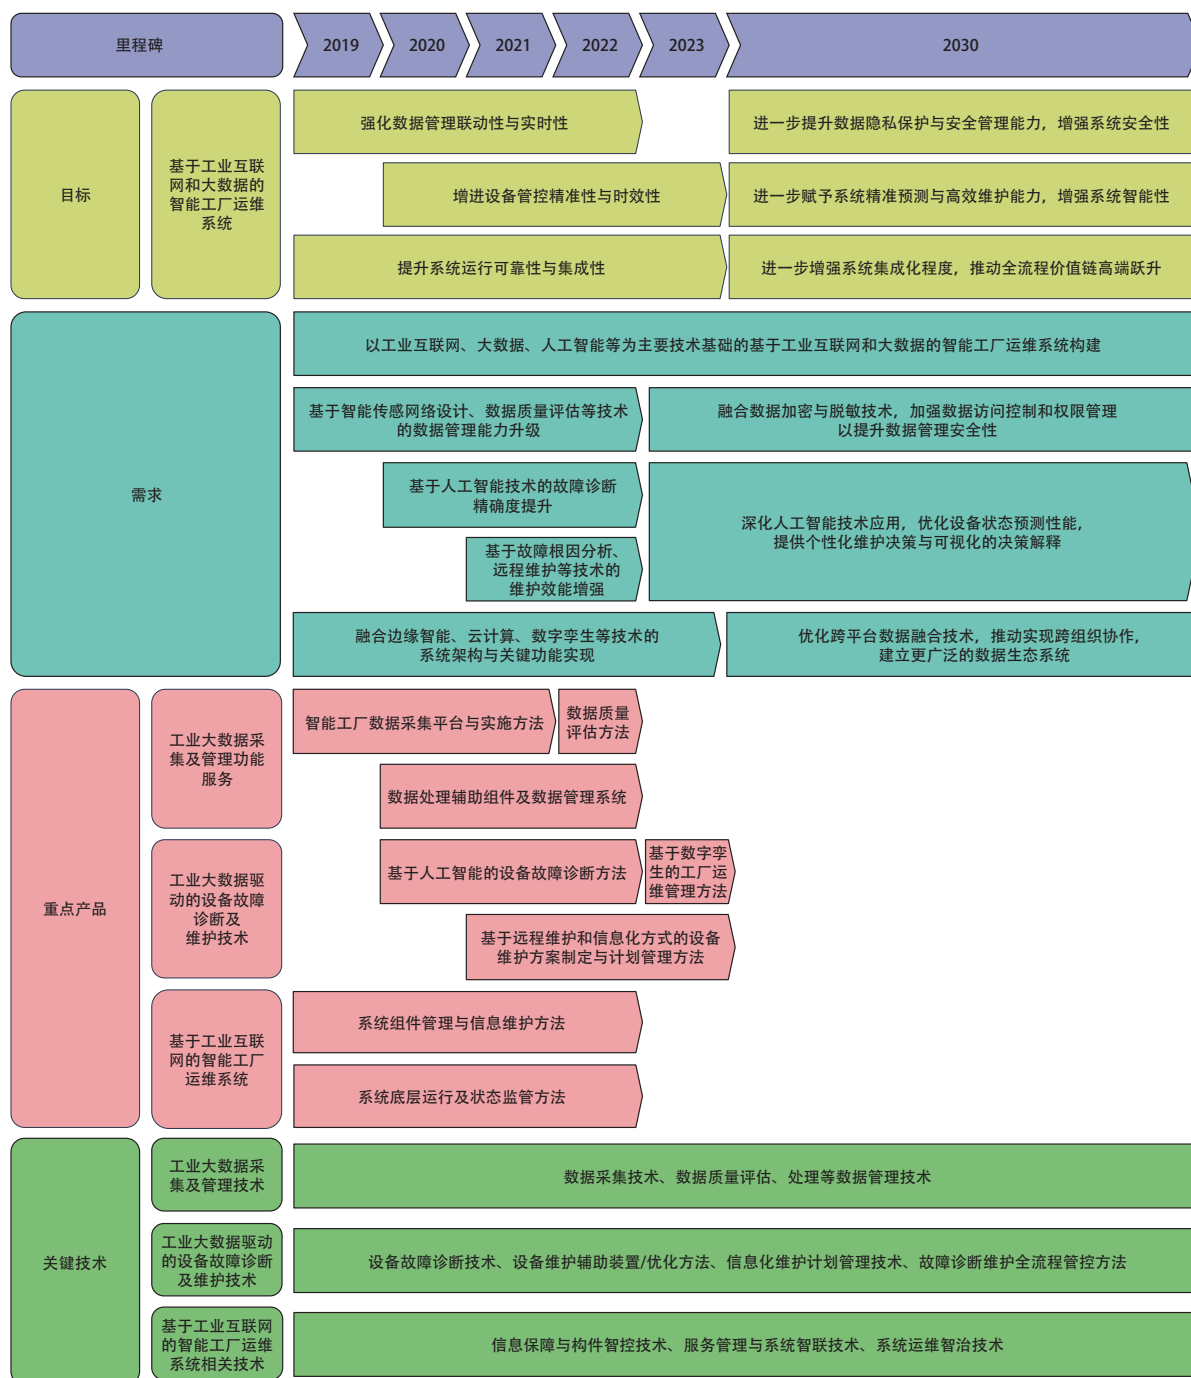 里程碑
2019
2020
2021
2022
2023
2030
目标
基于工业互联
网和大数据的
智能工厂运维
系统
强化数据管理联动性与实时性
进一步提升数据隐私保护与安全管理能力，增强系统安全性
增进设备管控精准性与时效性
进一步赋予系统精准预测与高效维护能力，增强系统智能性
提升系统运行可靠性与集成性
进一步增强系统集成化程度，推动全流程价值链高端跃升
需求
以工业互联网、大数据、人工智能等为主要技术基础的基于工业互联网和大数据的智能工厂运维系统构建
基于智能传感网络设计、数据质量评估等技术
的数据管理能力升级
融合数据加密与脱敏技术，加强数据访问控制和权限管理
以提升数据管理安全性
基于人工智能技术的故障诊断
精确度提升
基于故障根因分析、
远程维护等技术的
维护效能增强
深化人工智能技术应用，优化设备状态预测性能，
提供个性化维护决策与可视化的决策解释
融合边缘智能、云计算、数字孪生等技术的
系统架构与关键功能实现
优化跨平台数据融合技术，推动实现跨组织协作，
建立更广泛的数据生态系统
重点产品
工业大数据采
集及管理功能
服务
智能工厂数据采集平台与实施方法
数据质量
评估方法
数据处理辅助组件及数据管理系统
工业大数据驱
动的设备故障
诊断及
维护技术
基于人工智能的设备故障诊断方法
基于数字孪
生的工厂运
维管理方法
基于远程维护和信息化方式的设备
维护方案制定与计划管理方法
基于工业互联
网的智能工厂
运维系统
系统组件管理与信息维护方法
系统底层运行及状态监管方法
关键技术
工业大数据采
集及管理技术
数据采集技术、数据质量评估、处理等数据管理技术
工业大数据驱动
的设备故障诊断
及维护技术
设备故障诊断技术、设备维护辅助装置/优化方法、信息化维护计划管理技术、故障诊断维护全流程管控方法
基于工业互联网
的智能工厂运维
系统相关技术
信息保障与构件智控技术、服务管理与系统智联技术、系统运维智治技术